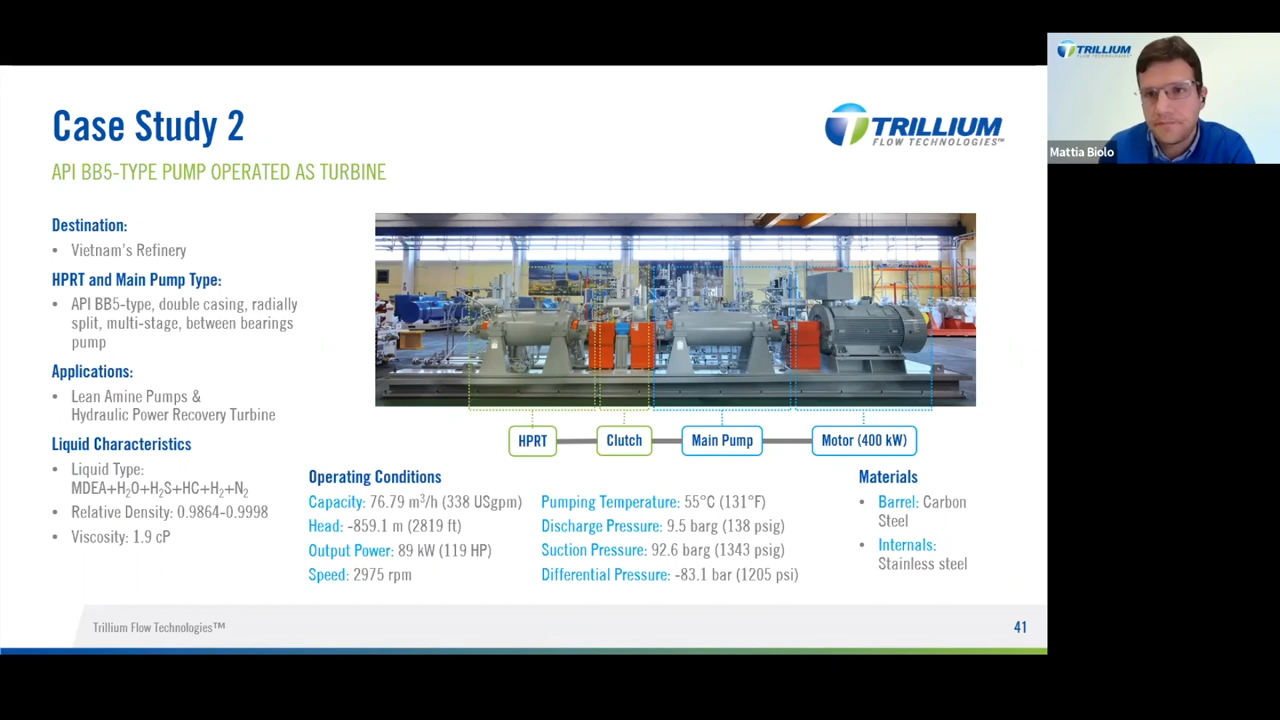 Case Study 2
API BB5-TYPE PUMP OPERATED AS TURBINE
TRILLIUM
FLOW TECHNOLOGIES™
TRILLIUM
FLOW TECHNOLOGIES
Mattia Biolo
Destination:
• Vietnam's Refinery
HPRT and Main Pump Type:
• API BB5-type, double casing, radially
split, multi-stage, between bearings
pump
Applications:
• Lean Amine Pumps &
Hydraulic Power Recovery Turbine
Liquid Characteristics
• Liquid Type:
MDEA+H₂O+H₂S+HC+H₂+N₂
• Relative Density: 0.9864-0.9998
• Viscosity: 1.9 cP
HPRT
Clutch
Main Pump
Motor (400 kW)
Operating Conditions
Capacity: 76.79 m³/h (338 USgpm)
Head: -859.1 m (2819 ft)
Output Power: 89 kW (119 HP)
Speed: 2975 rpm
Pumping Temperature: 55°C (131°F)
Discharge Pressure: 9.5 barg (138 psig)
Suction Pressure: 92.6 barg (1343 psig)
Differential Pressure: -83.1 bar (1205 psi)
Materials
• Barrel: Carbon
Steel
• Internals:
Stainless steel
Trillium Flow Technologies™
41